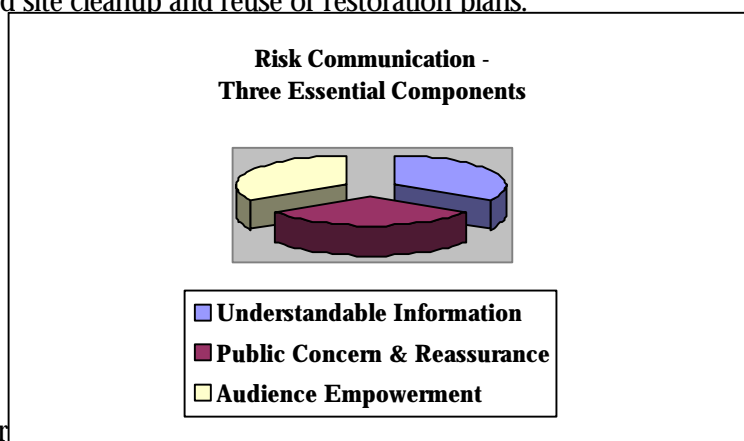 d site cleanup and reuse or restoration plans.
Risk Communication -
Three Essential Components
Understandable Information
Public Concern & Reassurance
Audience Empowerment